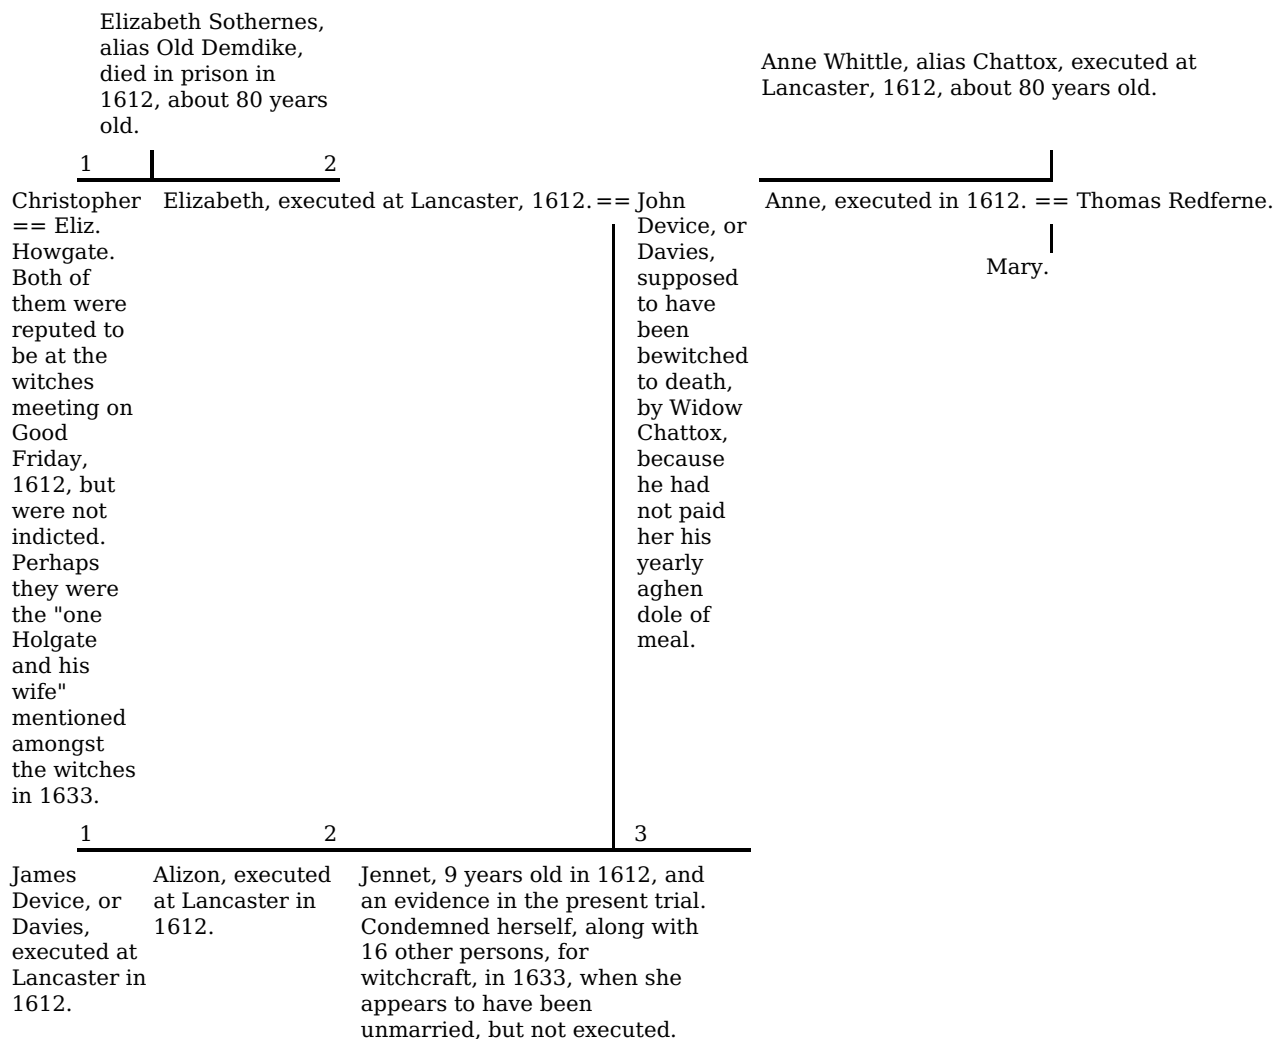 Elizabeth Sothernes,
alias Old Demdike,
died in prison in
1612, about 80 years
old.
Anne Whittle, alias Chattox, executed at
Lancaster, 1612, about 80 years old.
1
2
Christopher
== Eliz.
Howgate.
Both of
them were
reputed to
be at the
witches
meeting on
Good
Friday,
1612, but
were not
indicted.
Perhaps
they were
the "one
Holgate
and his
wife"
mentioned
amongst
the witches
in 1633.
Elizabeth, executed at Lancaster, 1612.
==
John
Device, or
Davies,
supposed
to have
been
bewitched
to death,
by Widow
Chattox,
because
he had
not paid
her his
yearly
aghen
dole of
meal.
Anne, executed in 1612. == Thomas Redferne.
Mary.
1
2
3
James
Device, or
Davies,
executed at
Lancaster in
1612.
Alizon, executed
at Lancaster in
1612.
Jennet, 9 years old in 1612, and
an evidence in the present trial.
Condemned herself, along with
16 other persons, for
witchcraft, in 1633, when she
appears to have been
unmarried, but not executed.